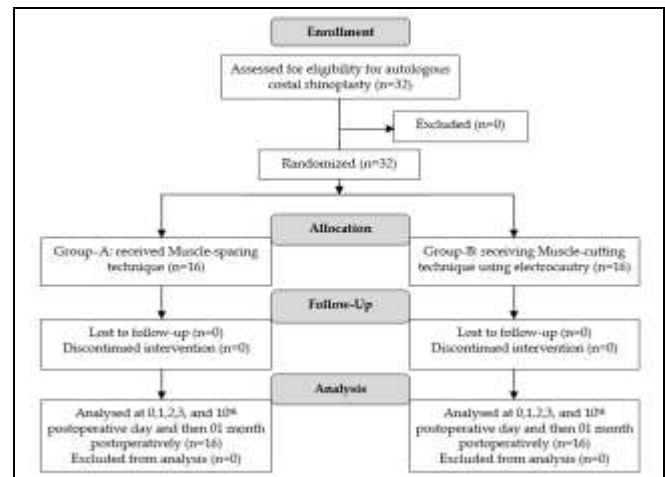 Enrollment
Assessed for eligibility for autologous
costal rhinoplasty (n=32)
Excluded (n=0)
Randomized (n=32)
Allocation
Group–A: received Muscle-spacing
technique (n=16)
Group-B: receiving Muscle-cutting
technique using electrocautry (n=16)
Follow-Up
Lost to follow-up (n=0)
Discontinued intervention (n=0)
Lost to follow-up (n=0)
Discontinued intervention (n=0)
Analysis
Analysed at 0,1,2,3, and 10th
postoperative day and then 01 month
postoperatively (n=16)
Excluded from analysis (n=0)
Analysed at 0,1,2,3, and 10th
postoperative day and then 01 month
postoperatively (n=16)
Excluded from analysis (n=0)